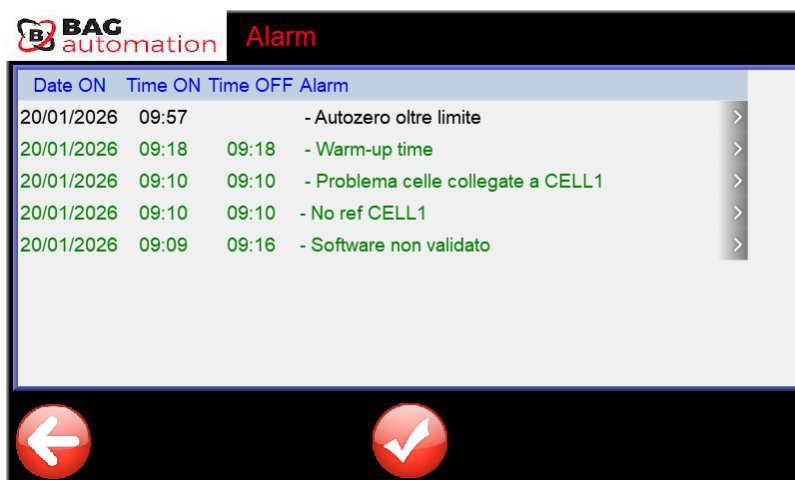 BAG
automation
Alarm
Date ON Time ON Time OFF Alarm
20/01/2026 09:57 - Autozero oltre limite
20/01/2026 09:18 09:18 - Warm-up time
20/01/2026 09:10 09:10 - Problema celle collegate a CELL1
20/01/2026 09:10 09:10 - No ref CELL1
20/01/2026 09:09 09:16 - Software non validato